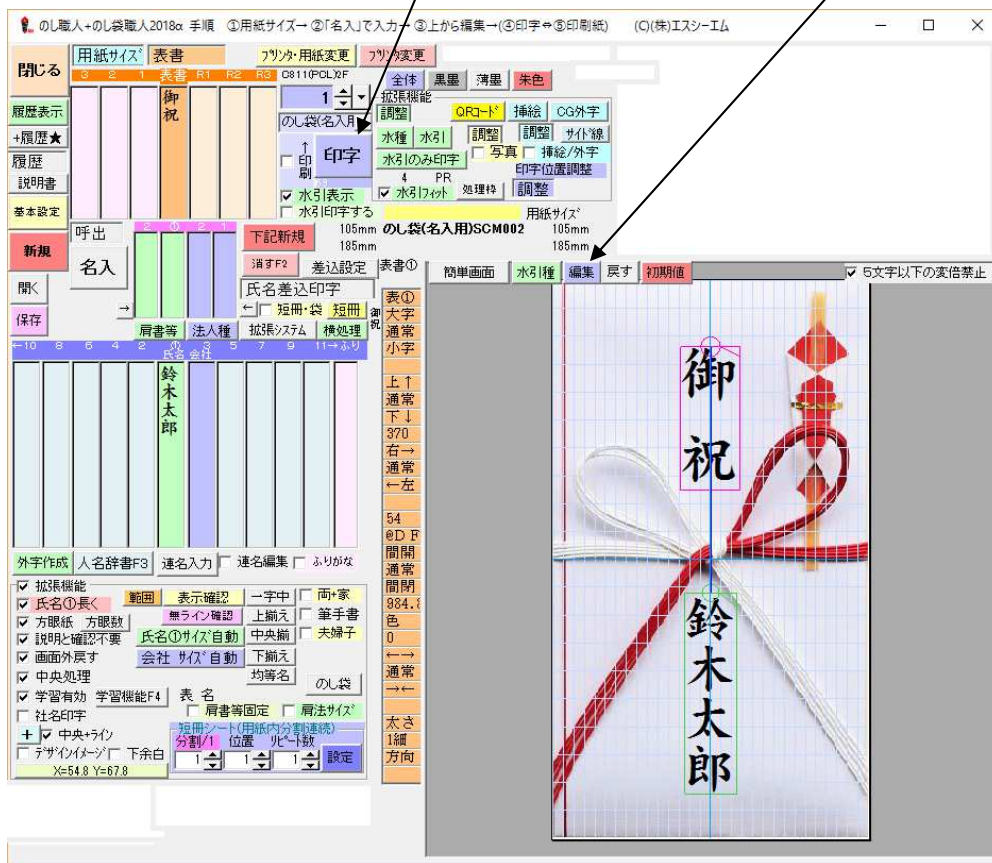 のし職人+のし袋職人2018α 手順 ①用紙サイズ→ ②「名入」で入力→ ③上から編集→(④印字⇔⑤印刷紙) (C)(株)エスシーエム
閉じる 用紙サイズ 表書 プリンタ・用紙変更 プリンタ変更
3 2 1 表書 R1 R2 R3 C811(PCL)XF 全体 黒墨 薄墨 朱色
御祝
1
拡張機能
調整 QRコード 挿絵 CG外字
履歴表示
のし袋(名入用)
水種 水引 調整 調整 サイド線
+履歴★
↑印刷 印字
写真 挿絵/外字
履歴
水引のみ印字 印字位置調整
説明書
4 PR
水引表示 水引フィット 処理枠 調整
基本設定
水引印字する 用紙サイズ
呼出 2 ① 2 1 下記新規 105mm のし袋(名入用)SCM002 105mm
185mm 185mm
新規 名入 消すF2 差込設定 表書① 簡単画面 水引種 編集 戻す 初期値 5文字以下の変倍禁止
開く 氏名差込印字
→ ← 短冊・袋 短冊 御祝
保存
肩書等 法人種 拡張システム 横処理
←10 8 6 4 2 ① 3 5 7 9 11→ふり
氏名 会社
鈴木太郎
表①
大字
通常
小字
上↑
通常
下↓
370
右→
通常
←左
54
@D F
間開
通常
間閉
984.8
色
0
←→
通常
→←
太さ
1細
方向
御祝
鈴木太郎
外字作成 人名辞書F3 連名入力 連名編集 ふりがな
拡張機能
氏名①長く 範囲 表示確認 一字中 両+家
方眼紙 方眼数 無ライン確認 上揃え 筆手書
説明と確認不要 氏名①サイズ自動 中央揃 夫婦子
画面外戻す 会社 サイズ自動 下揃え
中央処理 均等名 のし袋
学習有効 学習機能F4 表 名
社名印字 肩書等固定 肩法サイズ
+ 中央+ライン 短冊シート(用紙内分割連続)
デザインイメージ 下余白 分割/1 位置 リピート数
1 1 1 設定
X=54.8 Y=67.8